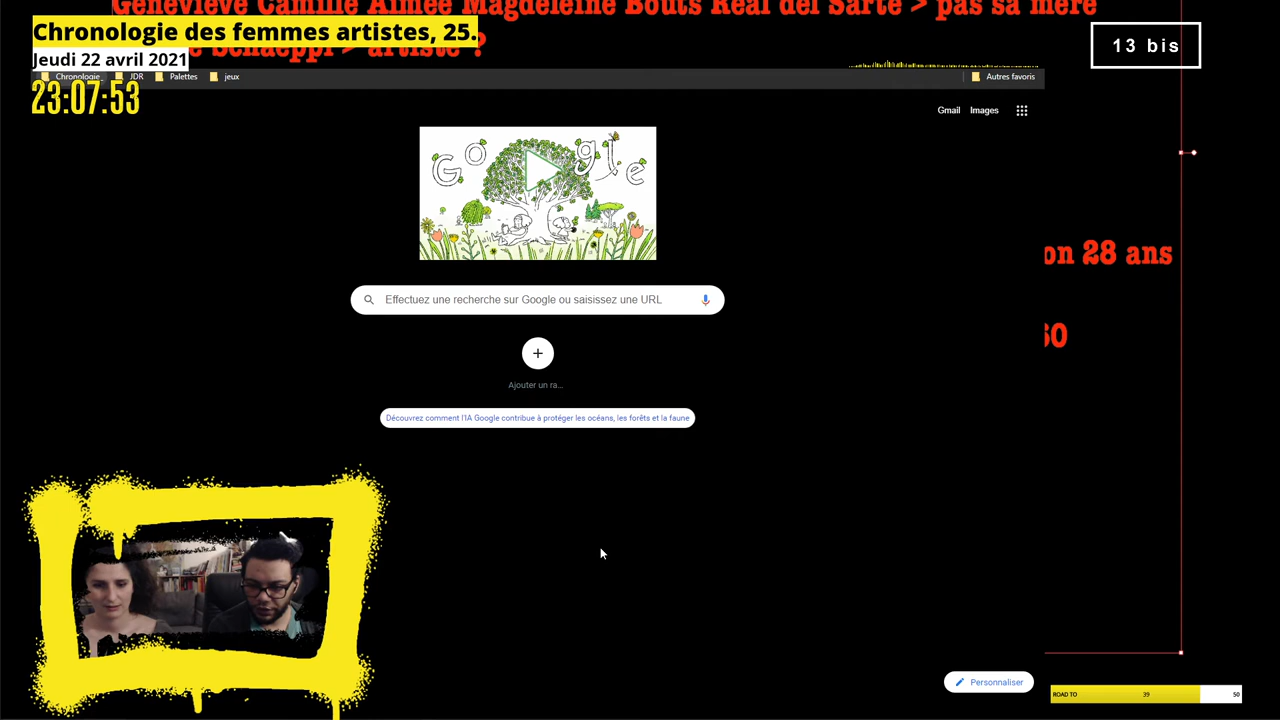 Geneviève Camille Aimée Magdeleine Bouts Réal del Sarte > pas sa mère
Chronologie des femmes artistes, 25.
Schaeppi > artiste ?
Jeudi 22 avril 2021
13 bis
Chronologie
JDR
Palettes
jeux
Autres favoris
23:07:53
Gmail
Images
Google
on 28 ans
Effectuez une recherche sur Google ou saisissez une URL
60
Ajouter un ra...
Découvrez comment l'IA Google contribue à protéger les océans, les forêts et la faune
Personnaliser
ROAD TO
39
50